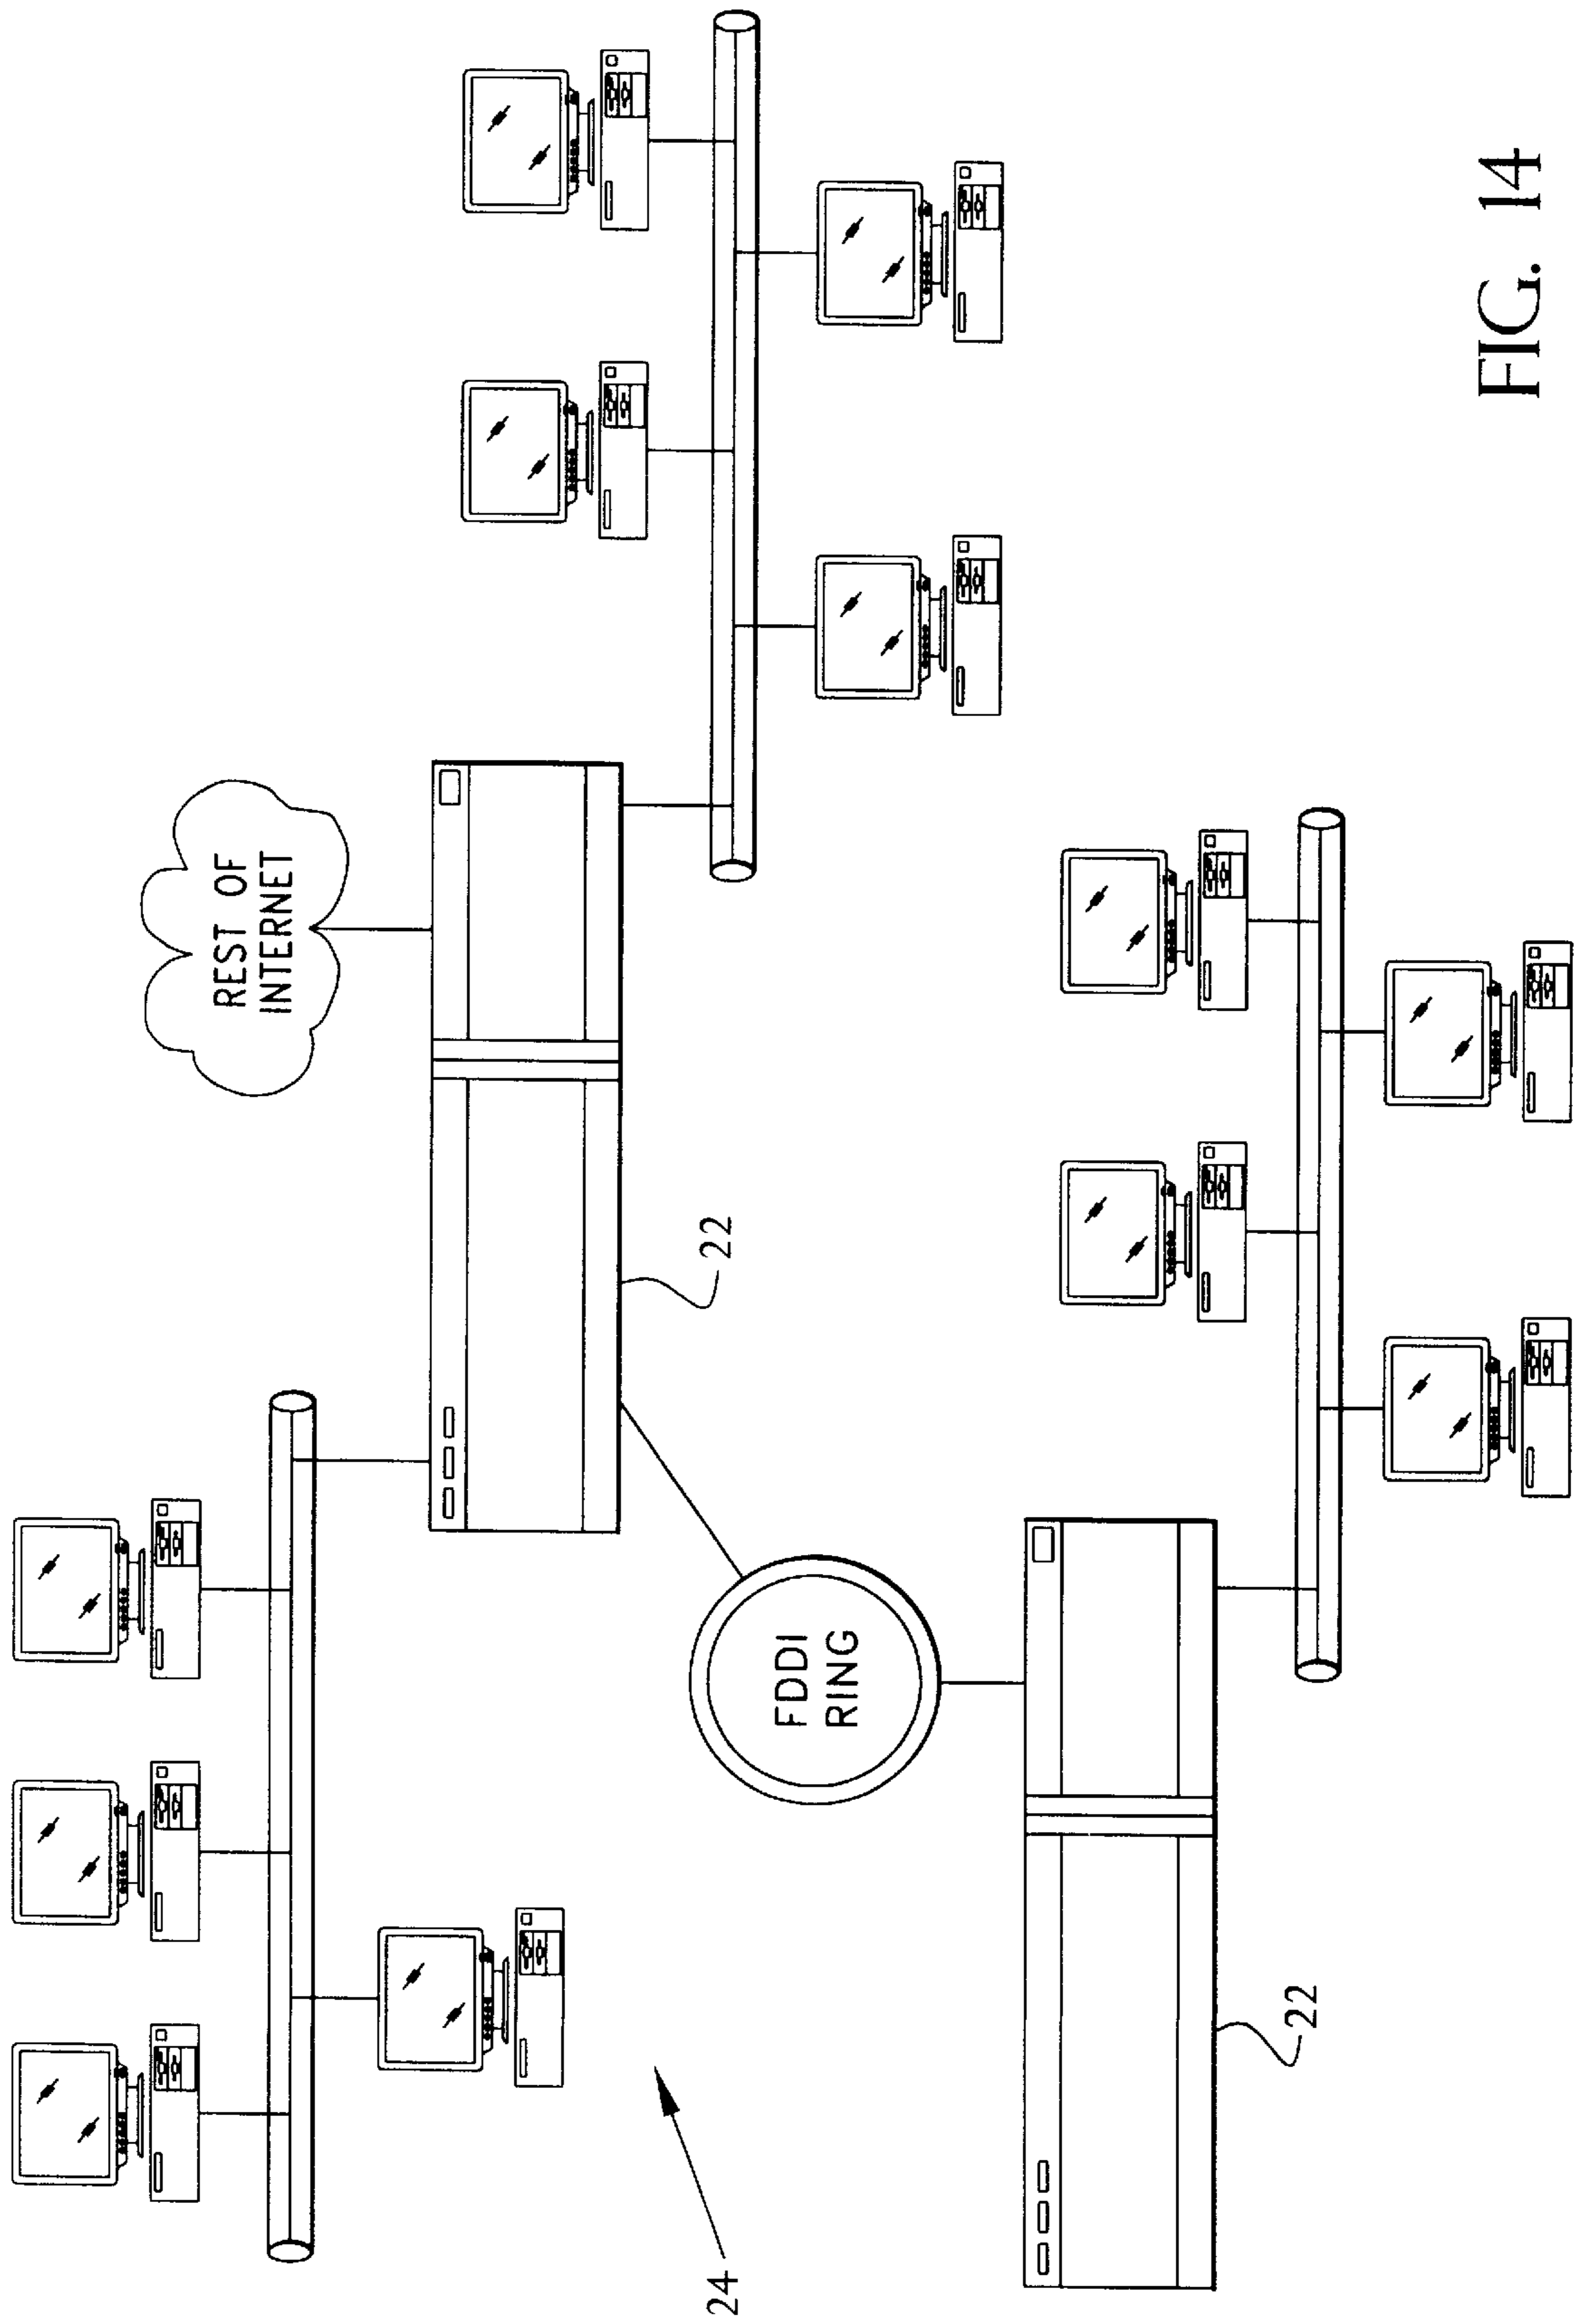 REST OF
INTERNET
22
FDDI
RING
22
24
FIG. 14